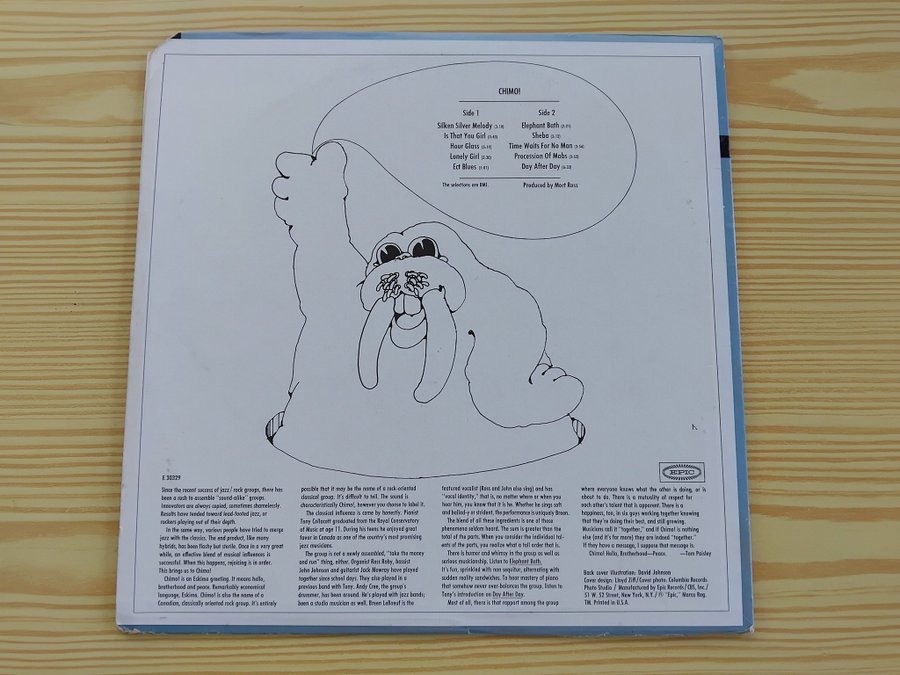 CHIMO!
Side 1
Silken Silver Melody (3:18)
Is That You Girl
Hour Glass
Lonely Girl
Ect Blues
Side 2
Elephant Bath
Sheba
Time Waits For No Man
Procession Of Mabs
Day After Day
The selections are BMI.
Produced by Mort Ross
E 30329
Since the recent success of jazz/rock groups, there has
been a rush to assemble "sound-alike" groups.
Innovators are always copied, sometimes shamelessly.
Results have tended toward lead-footed jazz, or
rockers playing out of their depth.
In the same way, various people have tried to merge
jazz with the classics. The end product, like many
hybrids, has been flashy but sterile. Once in a very great
while, an effective blend of musical influences is
successful. When this happens, rejoicing is in order.
This brings us to Chimo!
Chimo! is an Eskimo greeting. It means hello,
brotherhood and peace. Remarkably economical
language, Eskimo. Chimo! is also the name of a
Canadian, classically oriented rock group. It's entirely
possible that it may be the name of a rock-oriented
classical group. It's difficult to tell. The sound is
characteristically Chimo!, however you choose to label it.
The classical influence is come by honestly. Pianist
Tony Collacott graduated from the Royal Conservatory
of Music at age 11. During his teens he enjoyed great
favor in Canada as one of the country's most promising
jazz musicians.
The group is not a newly assembled, "take the money
and run" thing, either. Organist Ross Raby, bassist
John Johnson and guitarist Jack Mowray have played
together since school days. They also played in a
previous band with Tony. Andy Cree, the group's
drummer, has been around. He's played with jazz bands;
been a studio musician as well. Breen LeBoeuf is the
featured vocalist (Ross and John also sing) and has
"vocal identity," that is, no matter where or when you
hear him, you know that it is he. Whether he sings soft
and belled-y or strident, the performance is uniquely Breen.
The blend of all these ingredients is one of those
phenomena seldom heard. The sum is greater than the
total of the parts. When you consider the individual tal-
ents of the parts, you realize what a tall order that is.
There is humor and whimsy in the group as well as
serious musicianship. Listen to Elephant Bath.
It's fun, sprinkled with non sequitur, alternating with
sudden reality sandwiches. To hear mastery of piano
that somehow never over-balances the group, listen to
Tony's introduction on Day After Day.
Most of all, there is that rapport among the group
EPIC
where everyone knows what the other is doing, or is
about to do. There is a mutuality of respect for
each other's talent that is apparent. There is a
happiness, too, in six guys working together knowing
that they're doing their best, and still growing.
Musicians call it "together," and if Chimo! is nothing
else (and it's far more) they are indeed "together."
If they have a message, I suppose that message is:
Chimo! Hello, Brotherhood—Peace. —Tom Paisley
Back cover illustration: David Johnson
Cover design: Lloyd Ziff/Cover photo: Columbia Records
Photo Studio / Manufactured by Epic Records/CBS, Inc./
51 W. 52 Street, New York, N.Y./ ® "Epic," Marca Reg.
TM. Printed in U.S.A.